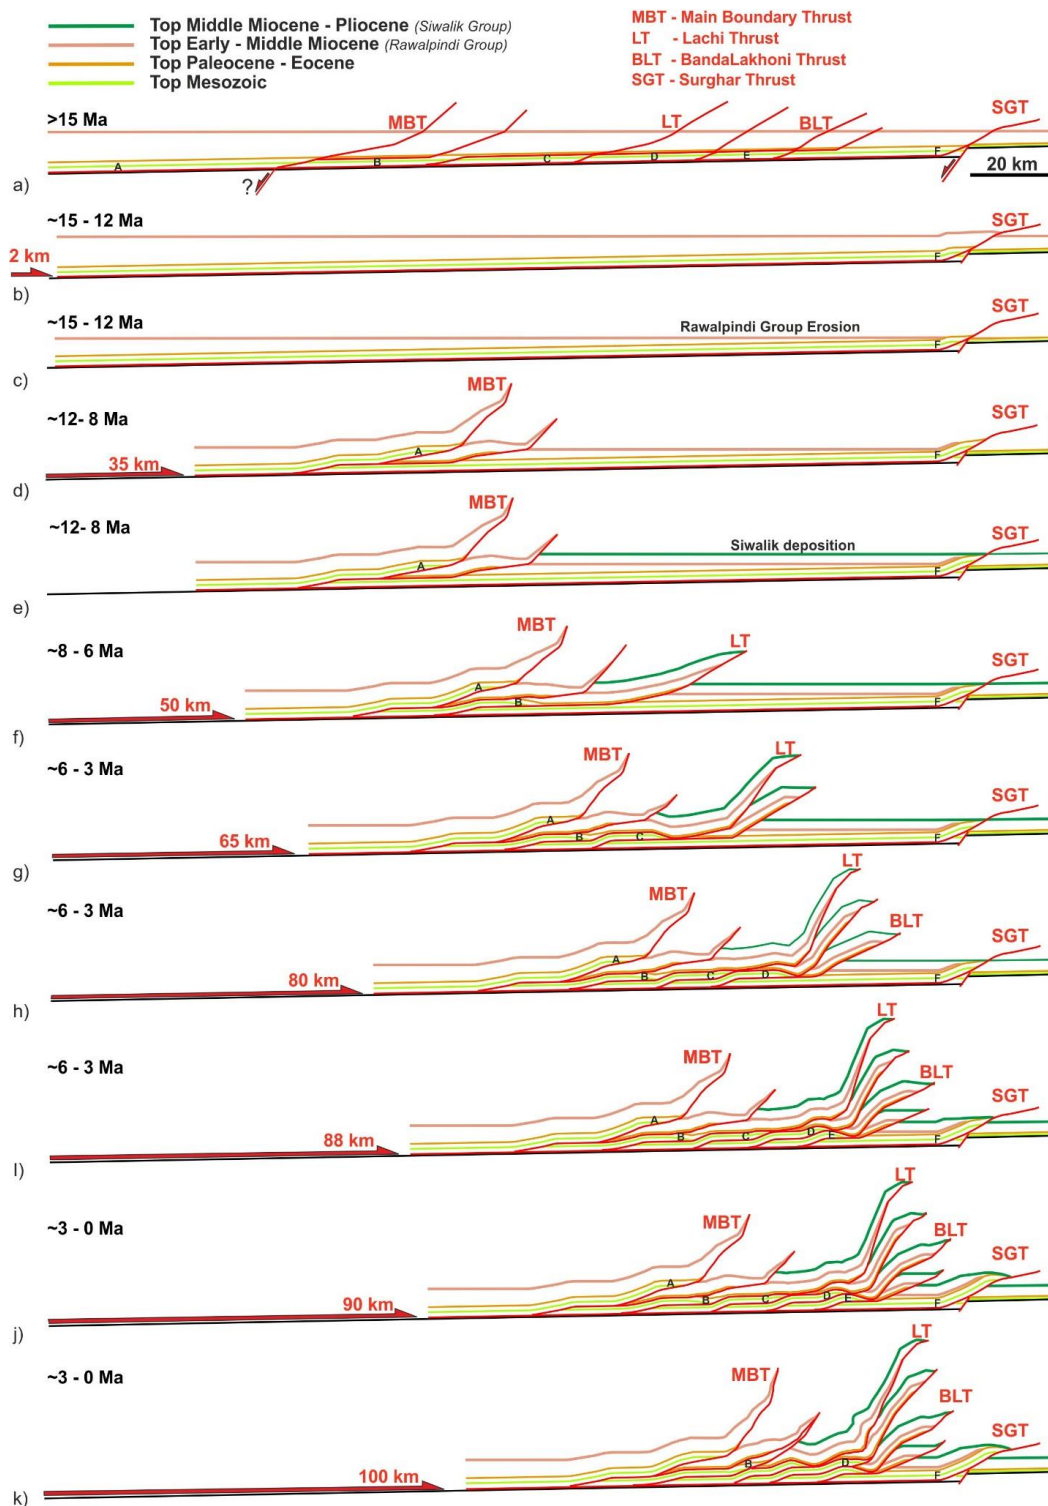 Top Middle Miocene - Pliocene (Siwalik Group)
Top Early - Middle Miocene (Rawalpindi Group)
Top Paleocene - Eocene
Top Mesozoic
MBT - Main Boundary Thrust
LT - Lachi Thrust
BLT - BandaLakhoni Thrust
SGT - Surghar Thrust
>15 Ma
MBT
LT
BLT
SGT
A
B
C
D
E
F
?
20 km
a)
~15 - 12 Ma
SGT
2 km
F
b)
~15 - 12 Ma
SGT
Rawalpindi Group Erosion
F
c)
~12- 8 Ma
MBT
SGT
A
F
35 km
d)
~12- 8 Ma
MBT
SGT
Siwalik deposition
A
F
e)
~8 - 6 Ma
MBT
LT
SGT
A
B
F
50 km
f)
~6 - 3 Ma
MBT
LT
SGT
A
B
C
F
65 km
g)
~6 - 3 Ma
MBT
LT
BLT
SGT
A
B
C
D
F
80 km
h)
~6 - 3 Ma
MBT
LT
BLT
SGT
A
B
C
D
E
F
88 km
I)
~3 - 0 Ma
MBT
LT
BLT
SGT
A
B
C
D
E
F
90 km
j)
~3 - 0 Ma
MBT
LT
BLT
SGT
B
D
F
100 km
k)